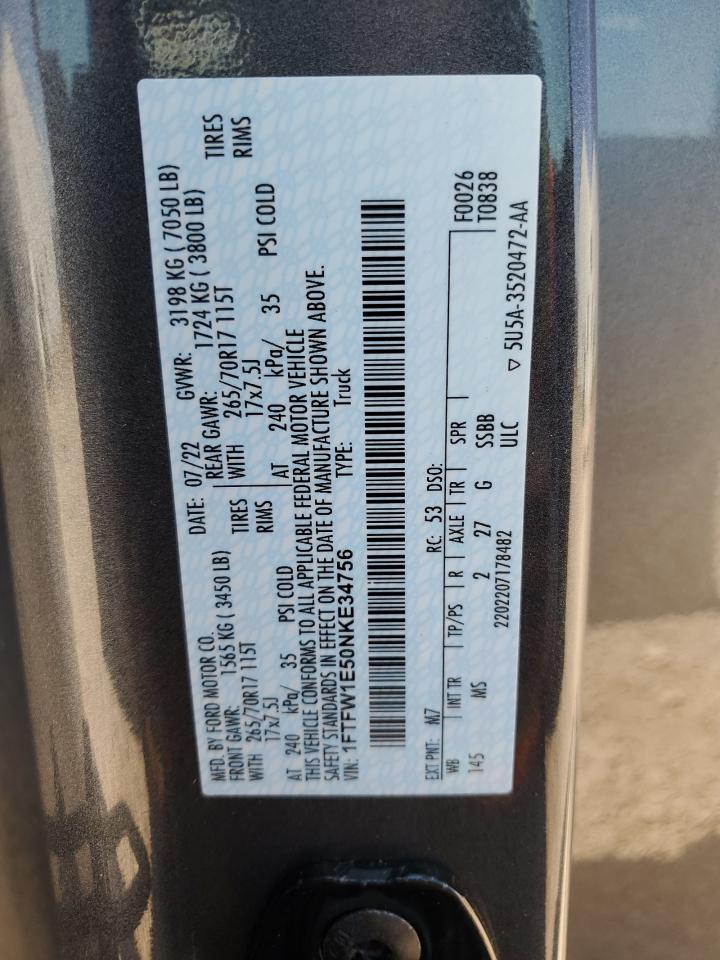 MFD. BY FORD MOTOR CO. DATE: 07/22 GVWR: 3198 KG ( 7050 LB)
FRONT GAWR: 1565 KG ( 3450 LB) REAR GAWR: 1724 KG ( 3800 LB)
WITH 265/70R17 115T TIRES WITH 265/70R17 115T TIRES
17x7.5J RIMS 17x7.5J RIMS
AT 240 kPa/ 35 PSI COLD AT 240 kPa/ 35 PSI COLD
THIS VEHICLE CONFORMS TO ALL APPLICABLE FEDERAL MOTOR VEHICLE
SAFETY STANDARDS IN EFFECT ON THE DATE OF MANUFACTURE SHOWN ABOVE.
VIN: 1FTFW1E50NKE34756 TYPE: Truck
EXT PNT: M7 RC: 53 DSO: F0026
WB INT TR TP/PS R AXLE TR SPR T0838
145 MS 2 27 G SSBB
2202207178482 ULC
▽ 5U5A-3520472-AA